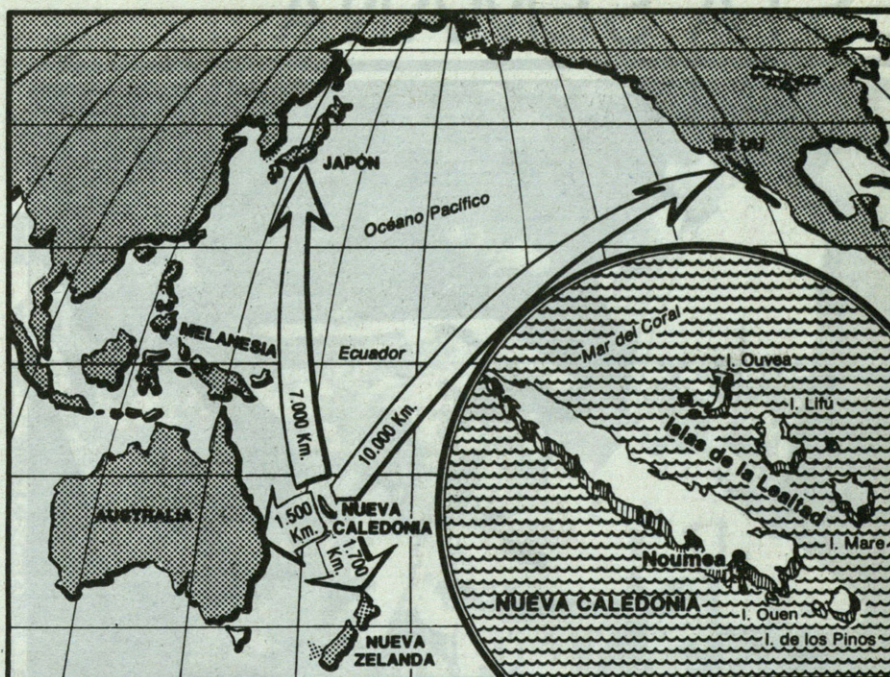 JAPÓN
EE UU
Océano Pacífico
MELANESIA
Ecuador
Mar del Coral
I. Ouvea
I. Lifú
7.000 Km.
10.000 Km.
Islas de la Lealtad
AUSTRALIA
1.500
Km.
NUEVA
CALEDONIA
1.700
Km.
I. Mare
Noumea
NUEVA CALEDONIA
I. Ouen
I. de los Pinos
NUEVA
ZELANDA